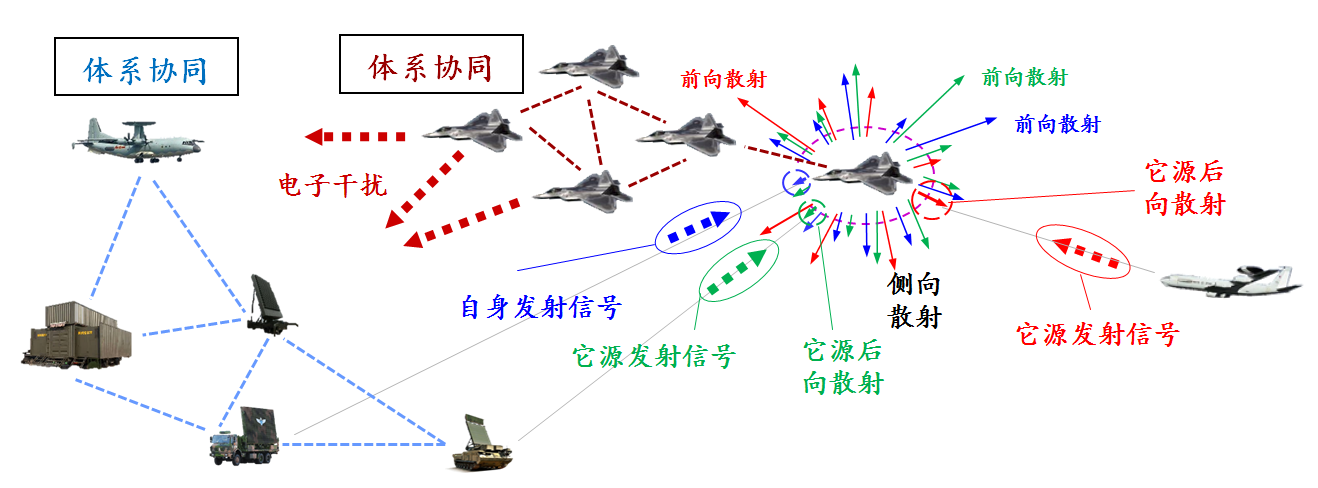 体系协同
体系协同
前向散射
前向散射
前向散射
电子干扰
它源后
向散射
自身发射信号
它源发射信号
侧向
散射
它源后
向散射
它源发射信号